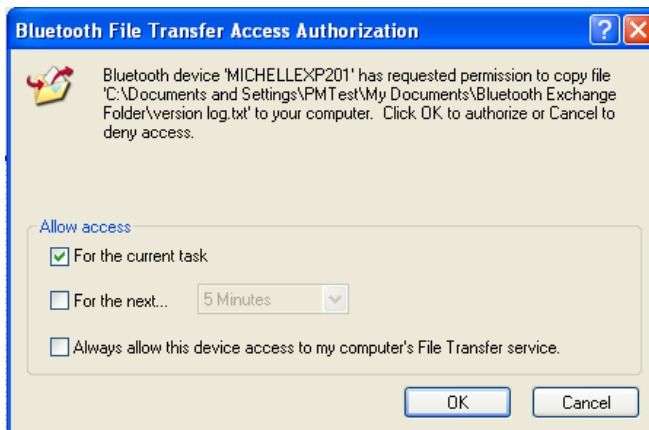 Bluetooth File Transfer Access Authorization
Bluetooth device 'MICHELLEXP201' has requested permission to copy file
'C:\Documents and Settings\PMTest\My Documents\Bluetooth Exchange
Folder\version log.txt' to your computer. Click OK to authorize or Cancel to
deny access.
Allow access
For the current task
For the next... 5 Minutes
Always allow this device access to my computer's File Transfer service.
OK Cancel